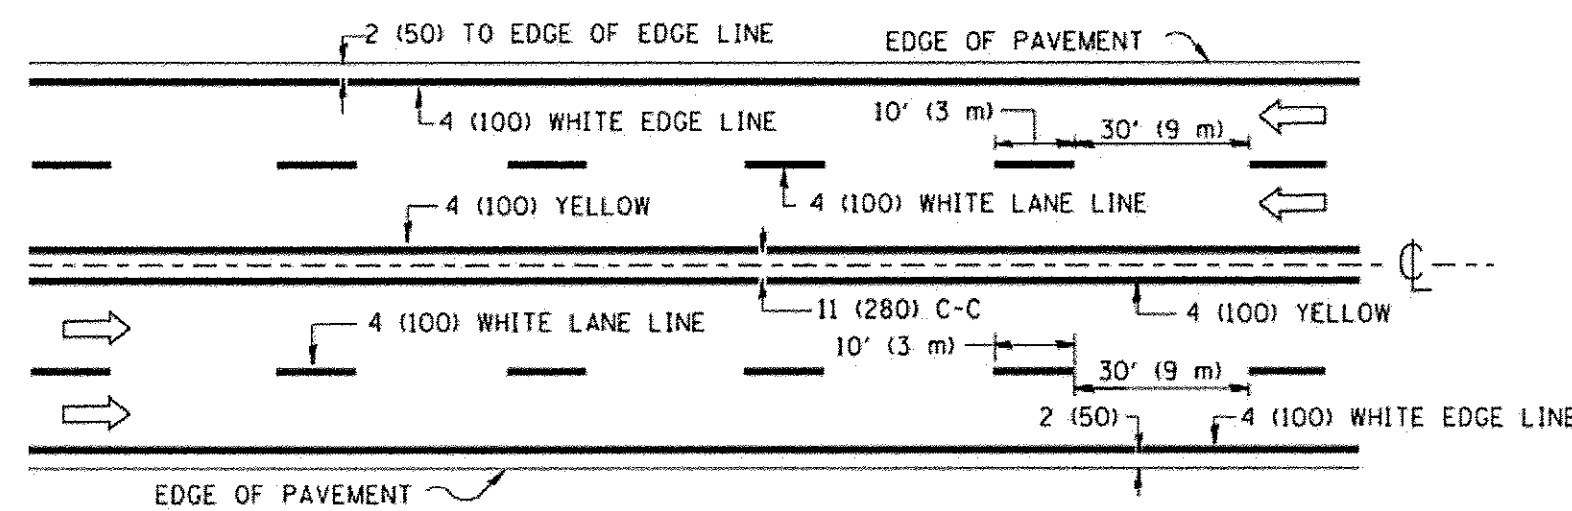 2 (50) TO EDGE OF EDGE LINE
EDGE OF PAVEMENT
4 (100) WHITE EDGE LINE
10' (3 m)
30' (9 m)
4 (100) YELLOW
4 (100) WHITE LANE LINE
℄
11 (280) C-C
4 (100) YELLOW
4 (100) WHITE LANE LINE
10' (3 m)
30' (9 m)
2 (50)
4 (100) WHITE EDGE LINE
EDGE OF PAVEMENT